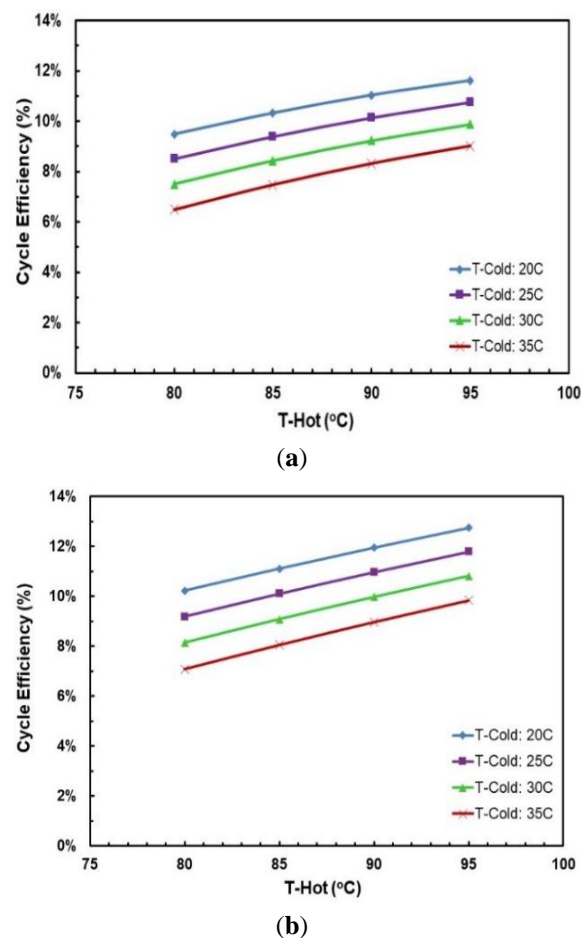 14%
12%
10%
8%
6%
4%
2%
0%
Cycle Efficiency (%)
T-Cold: 20C
T-Cold: 25C
T-Cold: 30C
T-Cold: 35C
75 80 85 90 95 100
T-Hot (ºC)
(a)
14%
12%
10%
8%
6%
4%
2%
0%
Cycle Efficiency (%)
T-Cold: 20C
T-Cold: 25C
T-Cold: 30C
T-Cold: 35C
75 80 85 90 95 100
T-Hot (ºC)
(b)